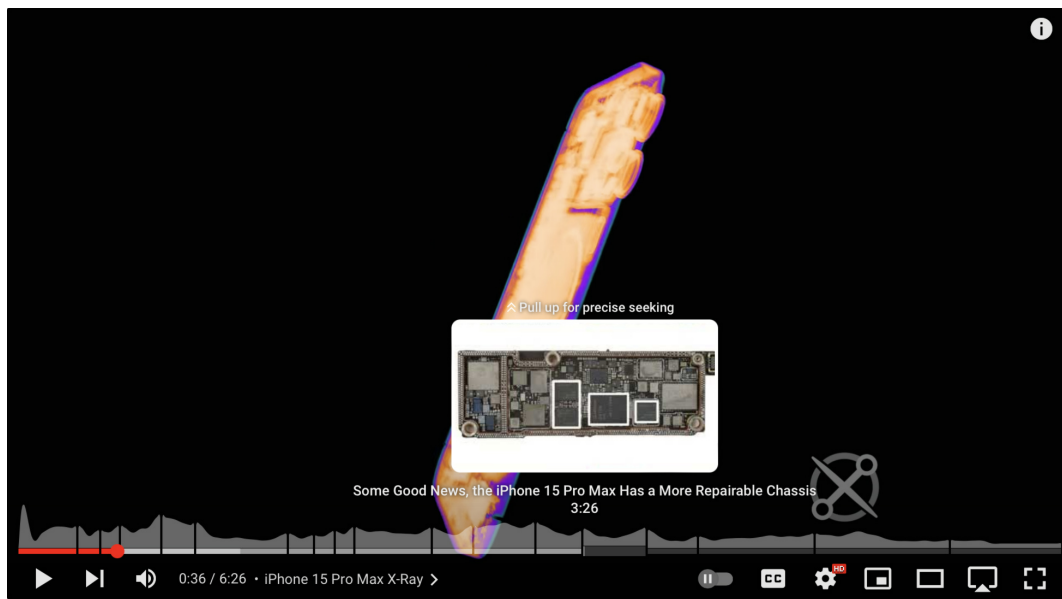 Pull up for precise seeking
Some Good News, the iPhone 15 Pro Max Has a More Repairable Chassis
3:26
0:36 / 6:26 • iPhone 15 Pro Max X-Ray
CC
HD